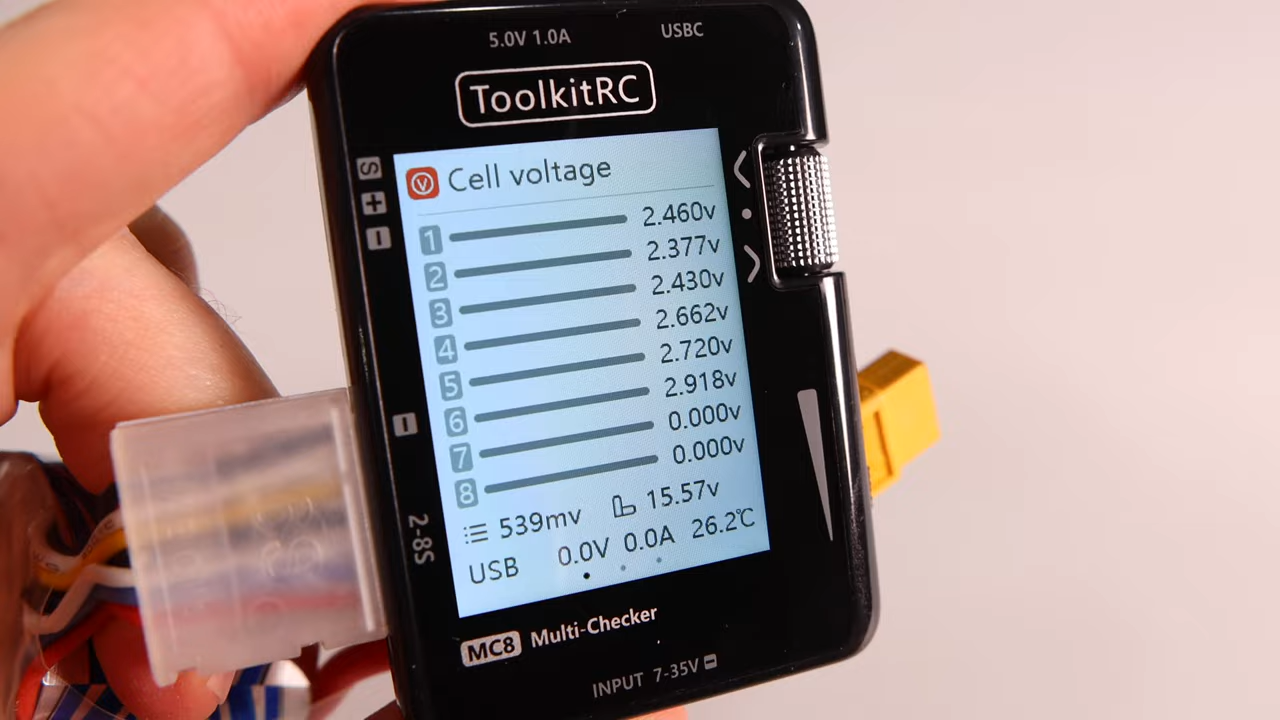 5.0V 1.0A USBC
ToolkitRC
S
+
−
Cell voltage
1 2.460v
2 2.377v
3 2.430v
4 2.662v
5 2.720v
6 2.918v
7 0.000v
8 0.000v
539mv 15.57v
USB 0.0V 0.0A 26.2℃
2-8S
MC8 Multi-Checker
INPUT 7-35V